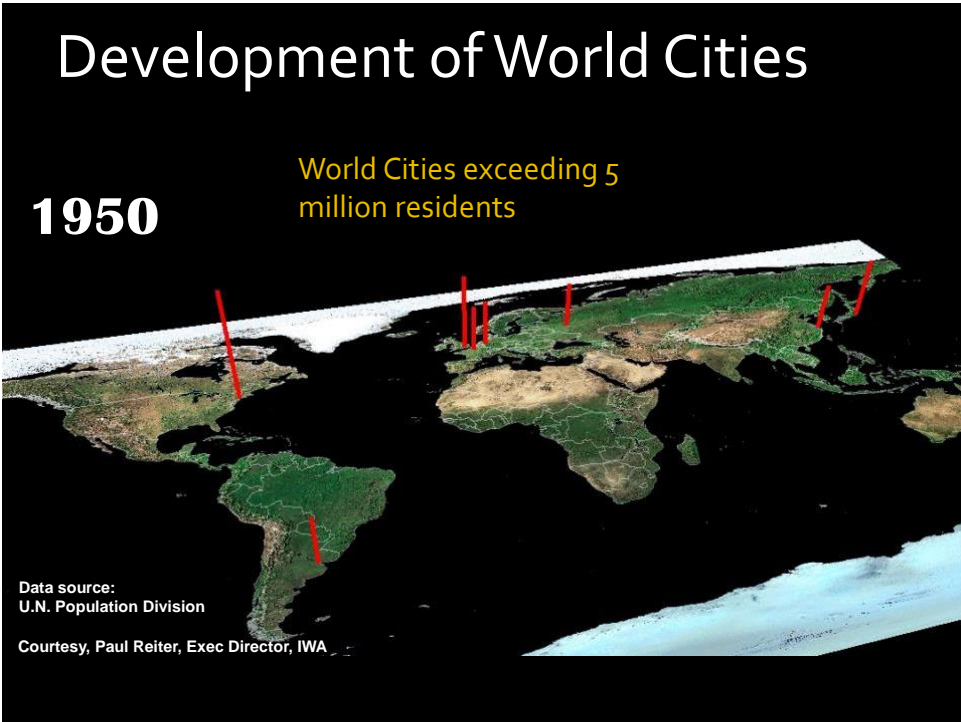 Development of World Cities
World Cities exceeding 5
million residents
1950
Data source:
U.N. Population Division
Courtesy, Paul Reiter, Exec Director, IWA